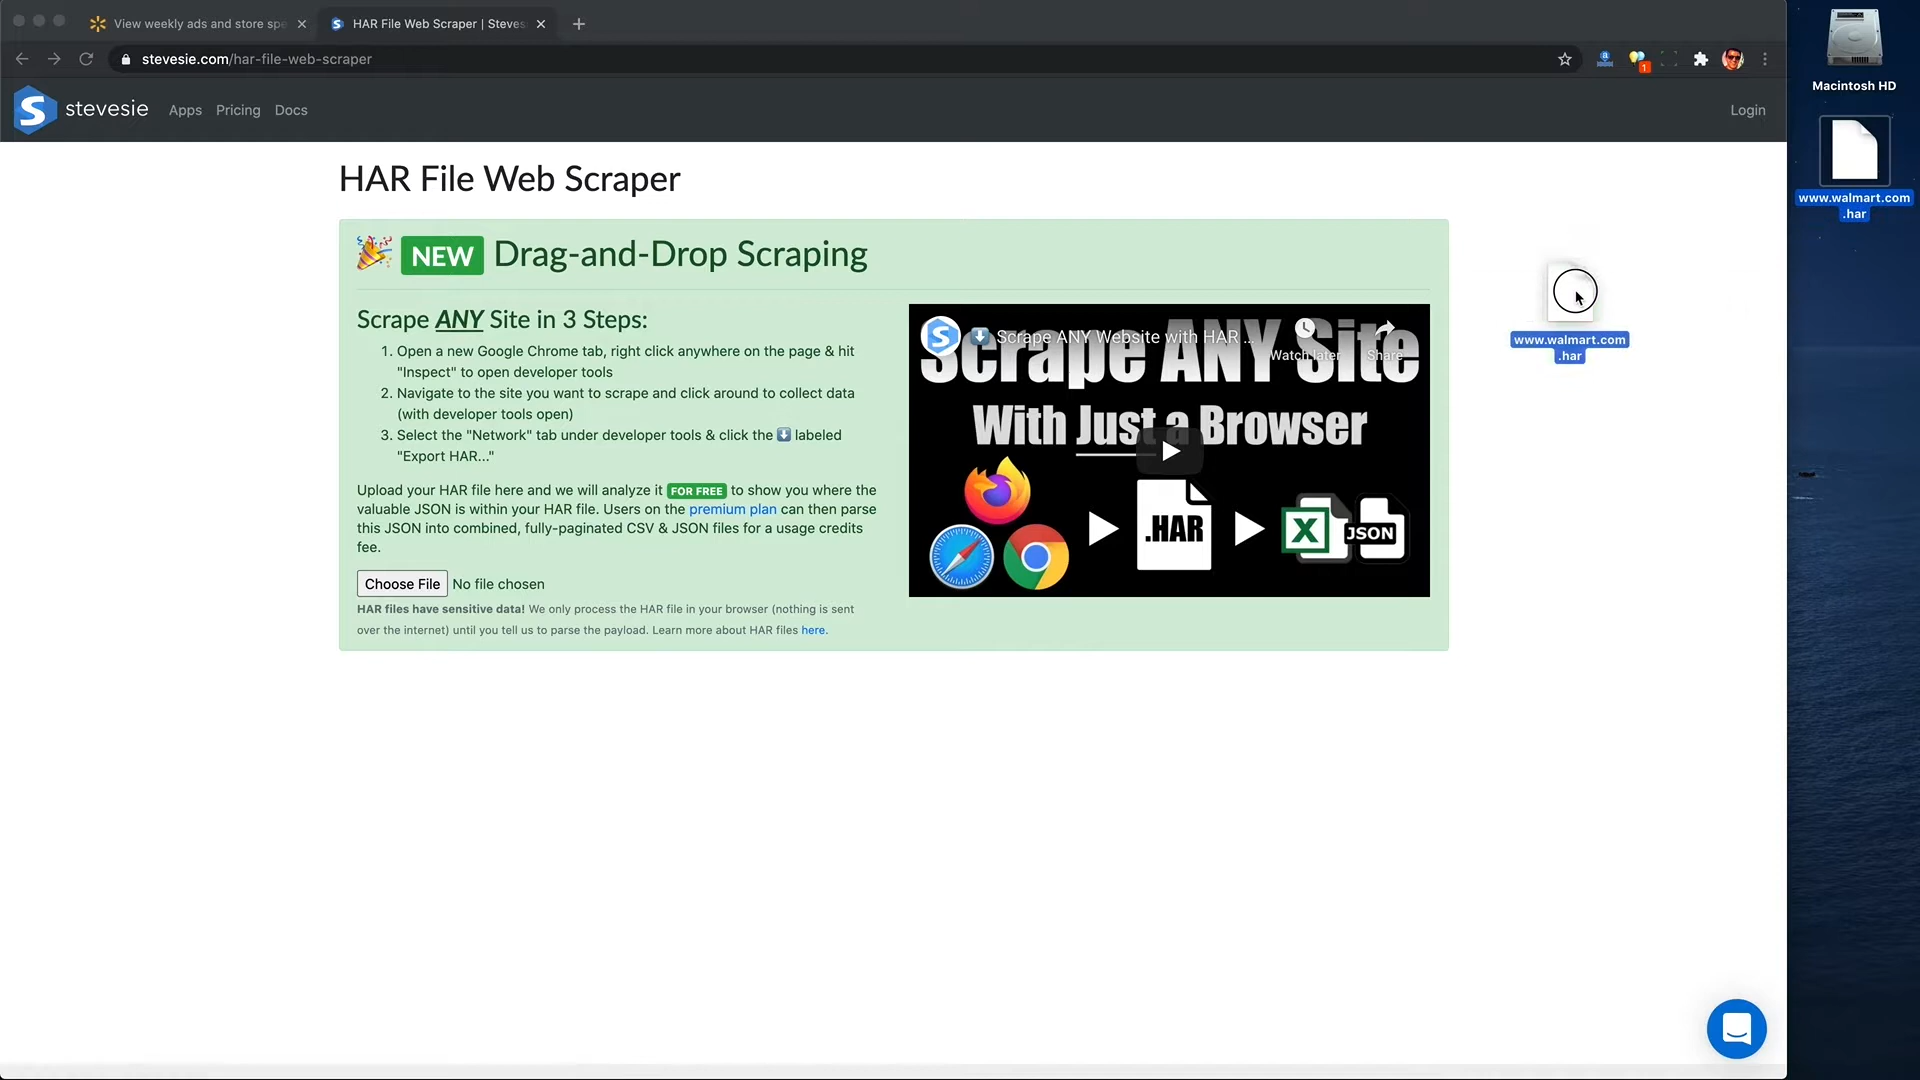 View weekly ads and store spe
HAR File Web Scraper | Steves
stevesie.com/har-file-web-scraper
1
Macintosh HD
www.walmart.com
.har
stevesie
Apps
Pricing
Docs
Login
HAR File Web Scraper
NEW Drag-and-Drop Scraping
Scrape ANY Site in 3 Steps:
1. Open a new Google Chrome tab, right click anywhere on the page & hit
"Inspect" to open developer tools
2. Navigate to the site you want to scrape and click around to collect data
(with developer tools open)
3. Select the "Network" tab under developer tools & click the ⬇️ labeled
"Export HAR..."
Upload your HAR file here and we will analyze it FOR FREE to show you where the
valuable JSON is within your HAR file. Users on the premium plan can then parse
this JSON into combined, fully-paginated CSV & JSON files for a usage credits
fee.
Choose File No file chosen
HAR files have sensitive data! We only process the HAR file in your browser (nothing is sent
over the internet) until you tell us to parse the payload. Learn more about HAR files here.
Scrape ANY Website with HAR ...
Watch later
Share
Scrape ANY Site
With Just a Browser
.HAR
X
JSON
www.walmart.com
.har